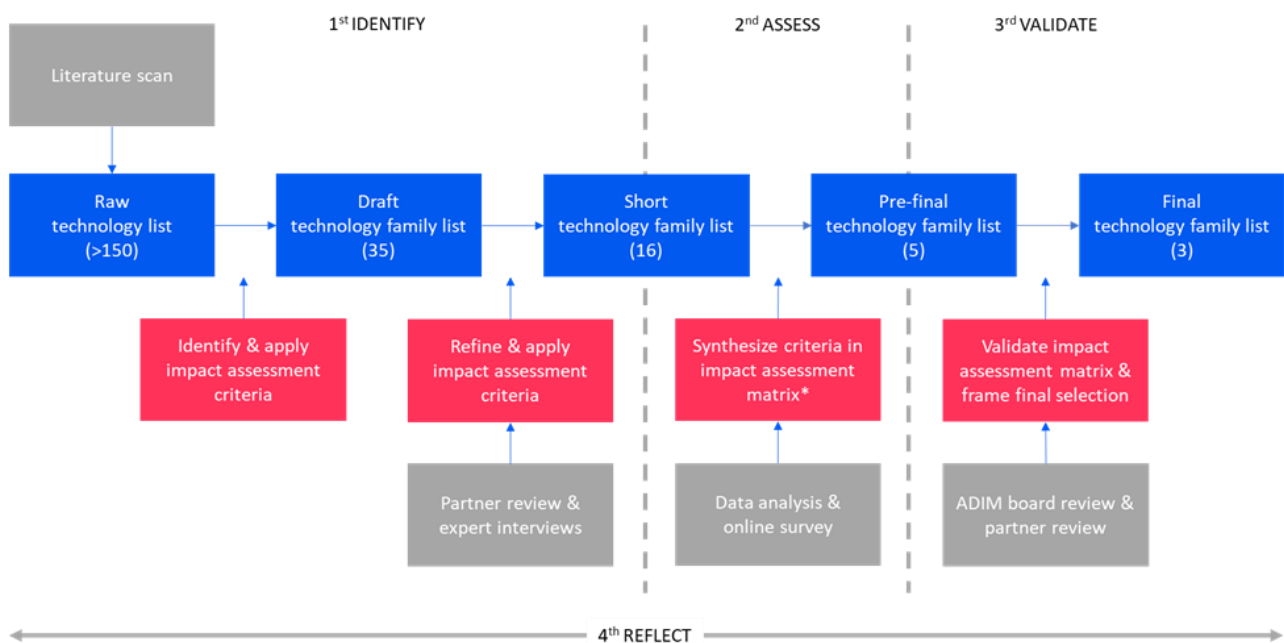 1st IDENTIFY
2nd ASSESS
3rd VALIDATE
Literature scan
Raw
technology list
(>150)
Draft
technology family list
(35)
Short
technology family list
(16)
Pre-final
technology family list
(5)
Final
technology family list
(3)
Identify & apply
impact assessment
criteria
Refine & apply
impact assessment
criteria
Synthesize criteria in
impact assessment
matrix*
Validate impact
assessment matrix &
frame final selection
Partner review &
expert interviews
Data analysis &
online survey
ADIM board review &
partner review
4th REFLECT